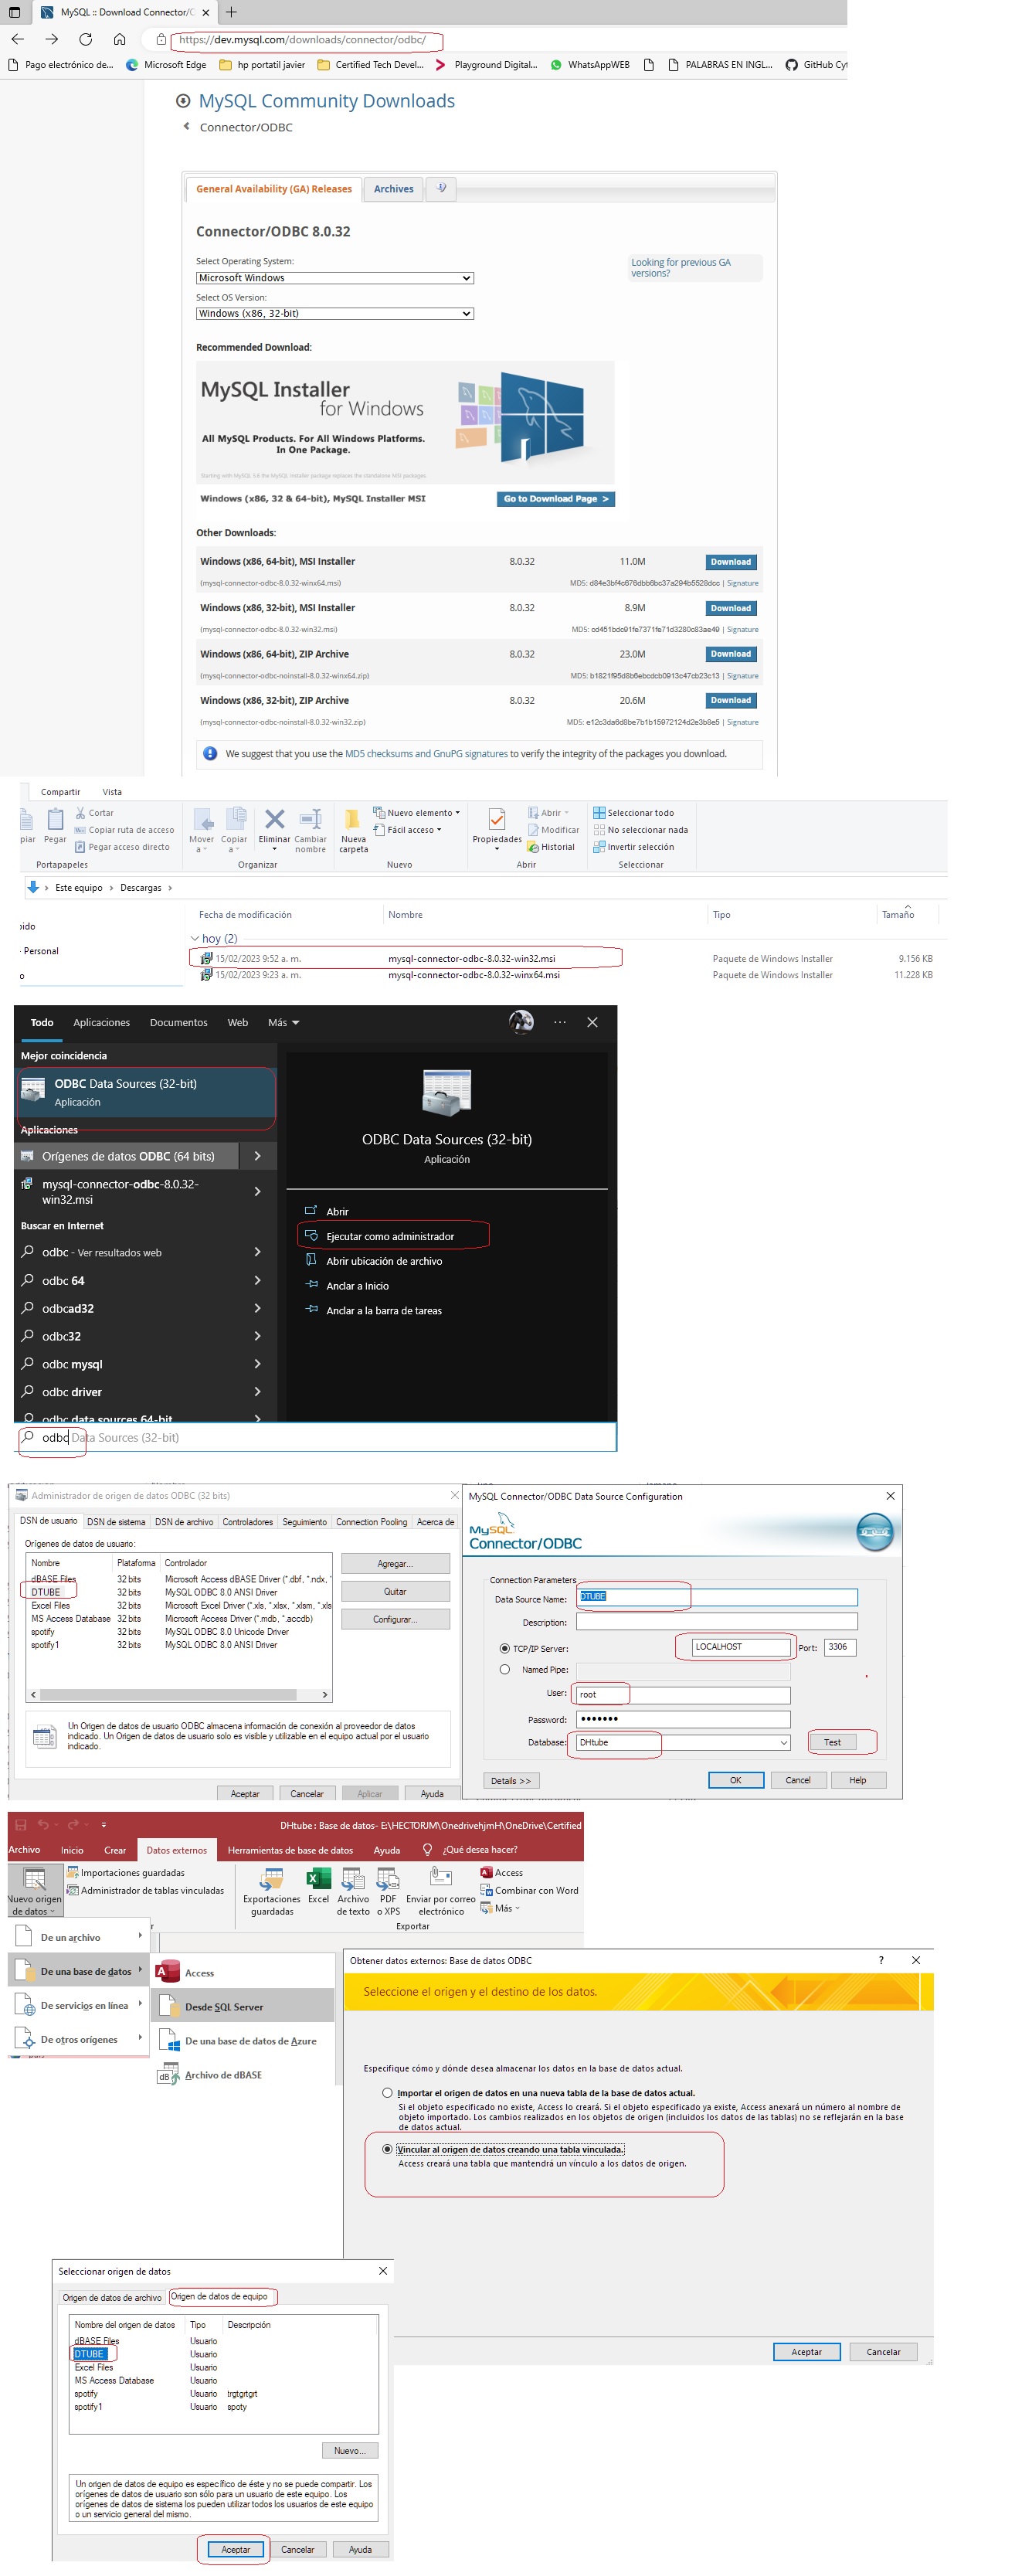 MySQL :: Download Connector/O
https://dev.mysql.com/downloads/connector/odbc/
Pago electrónico de... Microsoft Edge hp portatil javier Certified Tech Devel... Playground Digital... WhatsAppWEB PALABRAS EN INGL... GitHub Cyt
MySQL Community Downloads
Connector/ODBC
General Availability (GA) Releases Archives
Connector/ODBC 8.0.32
Select Operating System:
Looking for previous GA
versions?
Microsoft Windows
Select OS Version:
Windows (x86, 32-bit)
Recommended Download:
MySQL Installer
for Windows
All MySQL Products. For All Windows Platforms.
In One Package.
Starting with MySQL 5.6 the MySQL Installer package replaces the standalone MSI packages.
Windows (x86, 32 & 64-bit), MySQL Installer MSI Go to Download Page >
Other Downloads:
Windows (x86, 64-bit), MSI Installer 8.0.32 11.0M Download
(mysql-connector-odbc-8.0.32-winx64.msi) MD5: d84e3bf4c676dbb6bc37a294b5528dcc | Signature
Windows (x86, 32-bit), MSI Installer 8.0.32 8.9M Download
(mysql-connector-odbc-8.0.32-win32.msi) MD5: cd451bdc91fe7371fe71d3280c83ae49 | Signature
Windows (x86, 64-bit), ZIP Archive 8.0.32 23.0M Download
(mysql-connector-odbc-noinstall-8.0.32-winx64.zip) MD5: b1821f95d8b6ebcdcb0913c47cb23c13 | Signature
Windows (x86, 32-bit), ZIP Archive 8.0.32 20.6M Download
(mysql-connector-odbc-noinstall-8.0.32-win32.zip) MD5: e12c3da6d8be7b1b15972124d2e3b8e5 | Signature
We suggest that you use the MD5 checksums and GnuPG signatures to verify the integrity of the packages you download.
Compartir Vista
Cortar
Copiar ruta de acceso
Pegar acceso directo
piar Pegar
Portapapeles
Mover a Copiar a Eliminar Cambiar nombre
Organizar
Nueva carpeta
Nuevo elemento
Fácil acceso
Nuevo
Propiedades
Abrir
Modificar
Historial
Abrir
Seleccionar todo
No seleccionar nada
Invertir selección
Seleccionar
Este equipo > Descargas >
Fecha de modificación Nombre Tipo Tamaño
pido
Personal
hoy (2)
15/02/2023 9:52 a. m. mysql-connector-odbc-8.0.32-win32.msi Paquete de Windows Installer 9.156 KB
15/02/2023 9:23 a. m. mysql-connector-odbc-8.0.32-winx64.msi Paquete de Windows Installer 11.228 KB
Todo Aplicaciones Documentos Web Más
Mejor coincidencia
ODBC Data Sources (32-bit)
Aplicación
Aplicaciones
Orígenes de datos ODBC (64 bits)
mysql-connector-odbc-8.0.32-
win32.msi
Buscar en Internet
odbc - Ver resultados web
odbc 64
odbcad32
odbc32
odbc mysql
odbc driver
odbc data sources 64-bit
odbc Data Sources (32-bit)
ODBC Data Sources (32-bit)
Aplicación
Abrir
Ejecutar como administrador
Abrir ubicación de archivo
Anclar a Inicio
Anclar a la barra de tareas
Administrador de origen de datos ODBC (32 bits)
DSN de usuario DSN de sistema DSN de archivo Controladores Seguimiento Connection Pooling Acerca de
Orígenes de datos de usuario:
Nombre Plataforma Controlador
dBASE Files 32 bits Microsoft Access dBASE Driver (*.dbf, *.ndx, *
DTUBE 32 bits MySQL ODBC 8.0 ANSI Driver
Excel Files 32 bits Microsoft Excel Driver (*.xls, *.xlsx, *.xlsm, *.xls
MS Access Database 32 bits Microsoft Access Driver (*.mdb, *.accdb)
spotify 32 bits MySQL ODBC 8.0 Unicode Driver
spotify1 32 bits MySQL ODBC 8.0 ANSI Driver
Agregar...
Quitar
Configurar...
Un Origen de datos de usuario ODBC almacena información de conexión al proveedor de datos
indicado. Un Origen de datos de usuario solo es visible y utilizable en el equipo actual por el usuario
indicado.
Aceptar Cancelar Aplicar Ayuda
MySQL Connector/ODBC Data Source Configuration
MySQL
Connector/ODBC
Connection Parameters
Data Source Name: DTUBE
Description:
TCP/IP Server: LOCALHOST Port: 3306
Named Pipe:
User: root
Password: •••••••
Database: DHtube Test
Details >> OK Cancel Help
DHtube : Base de datos- E:\HECTORJM\OnedrivehjmH\OneDrive\Certified
Archivo Inicio Crear Datos externos Herramientas de base de datos Ayuda ¿Qué desea hacer?
Nuevo origen
de datos
Importaciones guardadas
Administrador de tablas vinculadas
Exportaciones guardadas Excel Archivo de texto PDF o XPS Enviar por correo electrónico
Access
Combinar con Word
Más
Exportar
De un archivo
De una base de datos
De servicios en línea
De otros orígenes
Access
Desde SQL Server
De una base de datos de Azure
Archivo de dBASE
Obtener datos externos: Base de datos ODBC
Seleccione el origen y el destino de los datos.
Especifique cómo y dónde desea almacenar los datos en la base de datos actual.
Importar el origen de datos en una nueva tabla de la base de datos actual.
Si el objeto especificado no existe, Access lo creará. Si el objeto especificado ya existe, Access anexará un número al nombre de
objeto importado. Los cambios realizados en los objetos de origen (incluidos los datos de las tablas) no se reflejarán en la base
de datos actual.
Vincular al origen de datos creando una tabla vinculada.
Access creará una tabla que mantendrá un vínculo a los datos de origen.
Aceptar Cancelar
Seleccionar origen de datos
Origen de datos de archivo Origen de datos de equipo
Nombre del origen de datos Tipo Descripción
dBASE Files Usuario
DTUBE Usuario
Excel Files Usuario
MS Access Database Usuario
spotify Usuario trgtgrtgrt
spotify1 Usuario spoty
Nuevo...
Un origen de datos de equipo es específico de éste y no se puede compartir. Los
orígenes de datos de usuario son sólo para un usuario de este equipo. Los
orígenes de datos de sistema los pueden utilizar todos los usuarios de este equipo
o un servicio general del mismo.
Aceptar Cancelar Ayuda